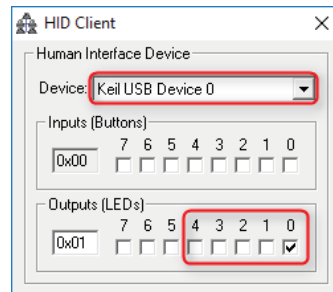 HID Client
Human Interface Device
Device: Keil USB Device 0
Inputs (Buttons)
7 6 5 4 3 2 1 0
0x00
Outputs (LEDs)
7 6 5 4 3 2 1 0
0x01